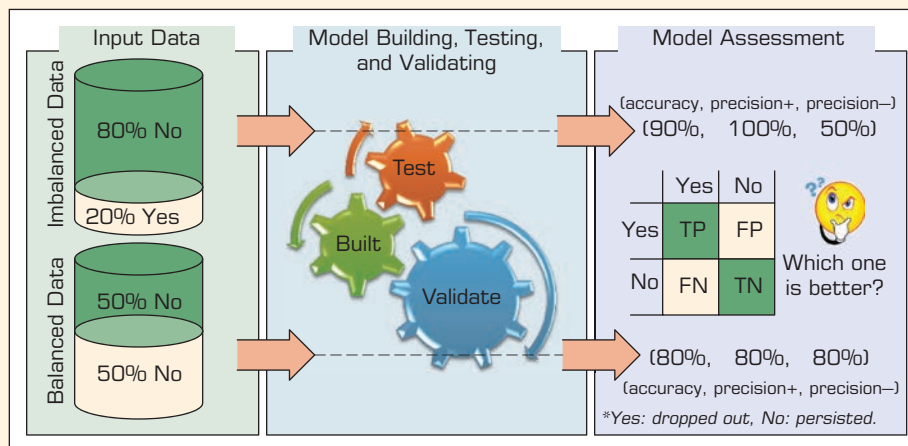 Input Data
Imbalanced Data
80% No
20% Yes
Balanced Data
50% No
50% No
Model Building, Testing,
and Validating
Test
Built
Validate
Model Assessment
(accuracy, precision+, precision–)
(90%, 100%, 50%)
Yes No
Yes TP FP
No FN TN
??
Which one
is better?
(80%, 80%, 80%)
(accuracy, precision+, precision–)
*Yes: dropped out, No: persisted.